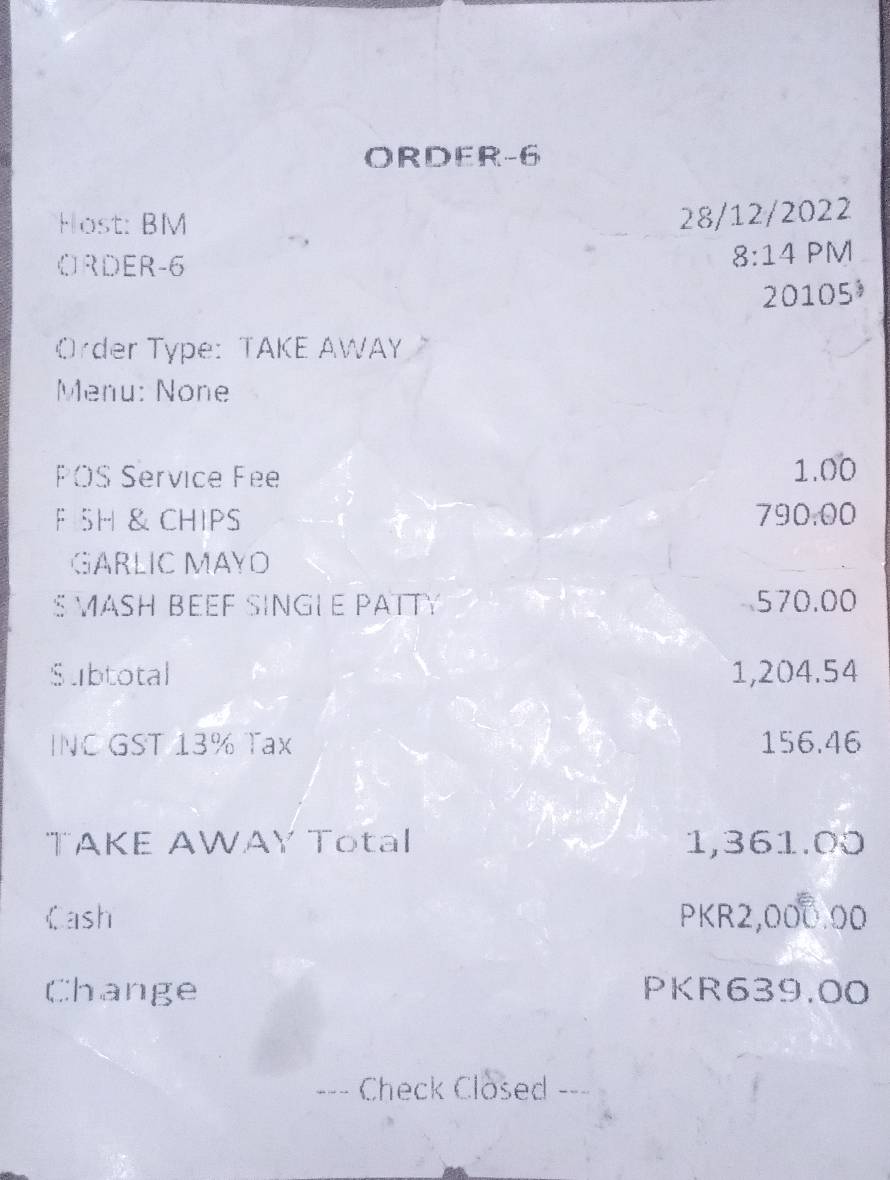 ORDER-6
Host: BM 28/12/2022
ORDER-6 8:14 PM
20105
Order Type: TAKE AWAY
Menu: None
POS Service Fee 1.00
FISH & CHIPS 790.00
GARLIC MAYO
SMASH BEEF SINGLE PATTY 570.00
Subtotal 1,204.54
INC GST 13% Tax 156.46
TAKE AWAY Total 1,361.00
Cash PKR2,000.00
Change PKR639.00
--- Check Closed ---